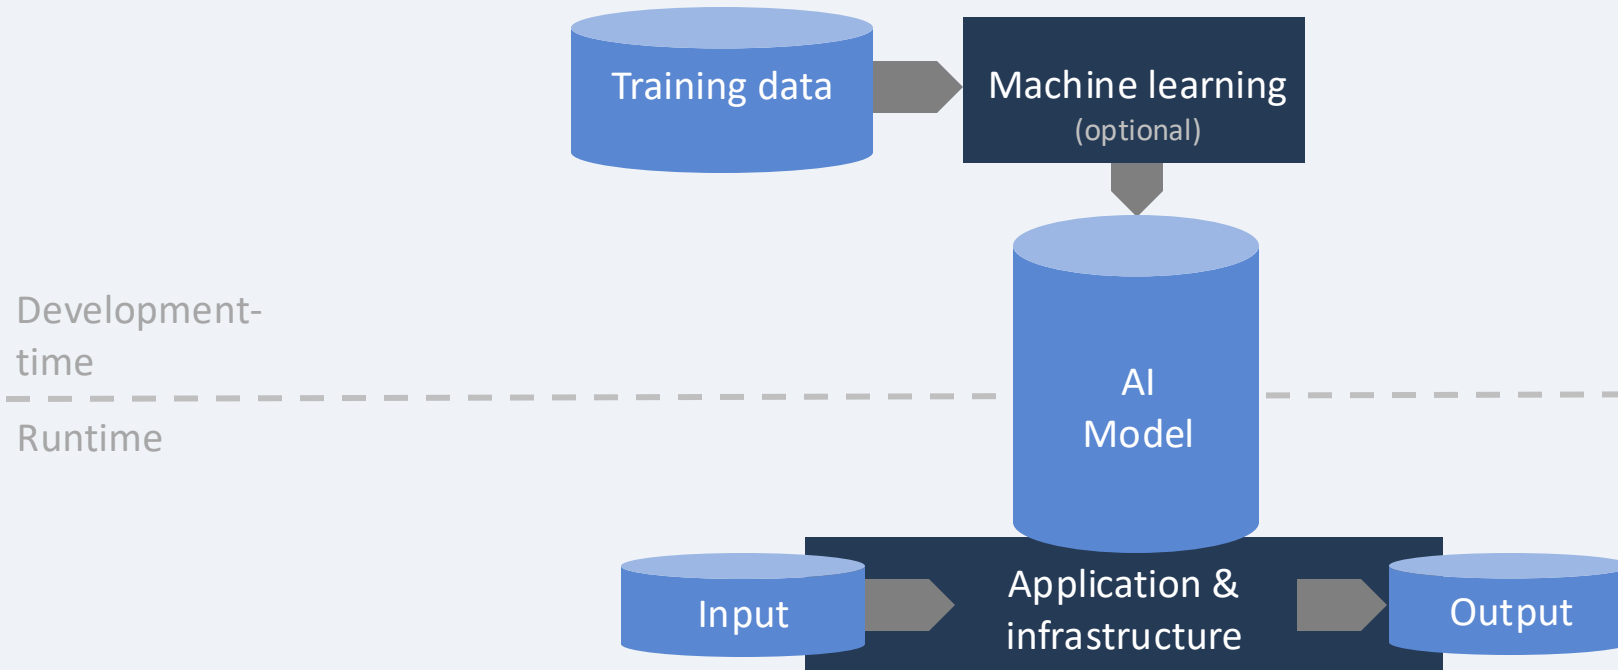 Training data
Machine learning
(optional)
Development-
time
AI
Model
Runtime
Input
Application &
infrastructure
Output